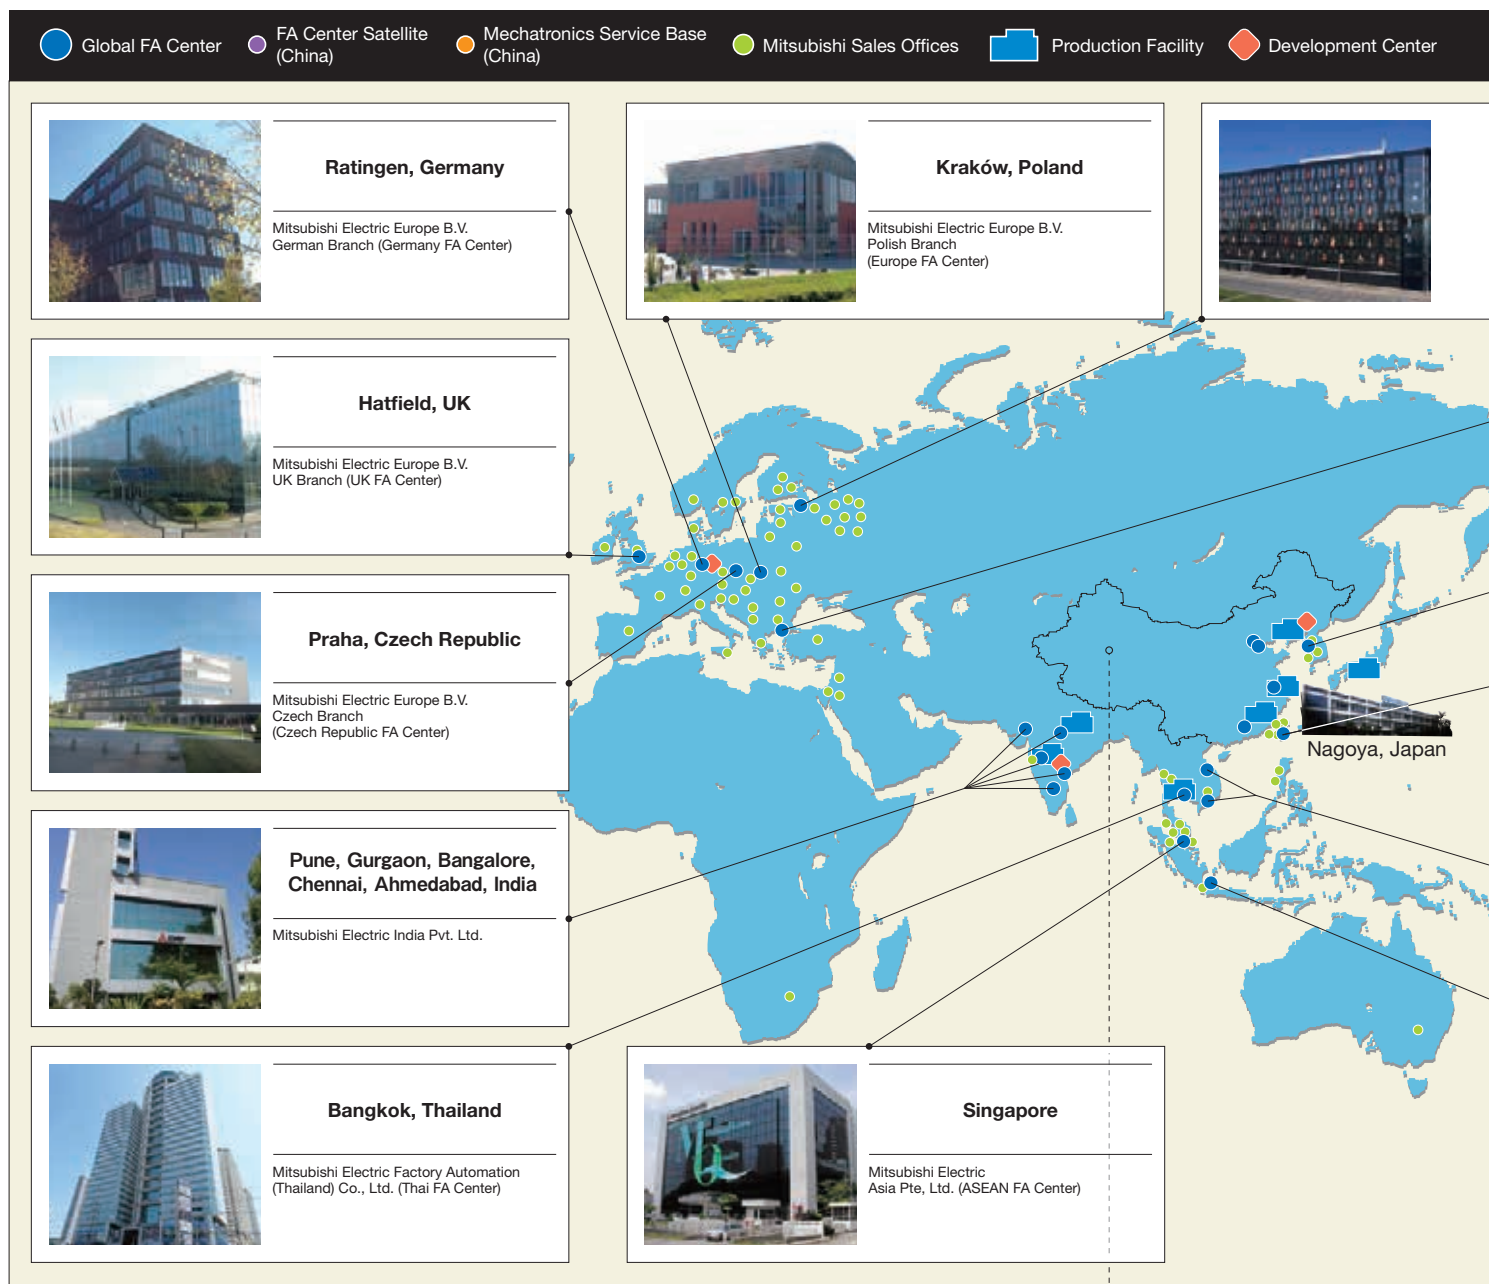 Global FA Center
FA Center Satellite
(China)
Mechatronics Service Base
(China)
Mitsubishi Sales Offices
Production Facility
Development Center
Ratingen, Germany
Mitsubishi Electric Europe B.V.
German Branch (Germany FA Center)
Kraków, Poland
Mitsubishi Electric Europe B.V.
Polish Branch
(Europe FA Center)
Hatfield, UK
Mitsubishi Electric Europe B.V.
UK Branch (UK FA Center)
Praha, Czech Republic
Mitsubishi Electric Europe B.V.
Czech Branch
(Czech Republic FA Center)
Nagoya, Japan
Pune, Gurgaon, Bangalore,
Chennai, Ahmedabad, India
Mitsubishi Electric India Pvt. Ltd.
Bangkok, Thailand
Mitsubishi Electric Factory Automation
(Thailand) Co., Ltd. (Thai FA Center)
Singapore
Mitsubishi Electric
Asia Pte, Ltd. (ASEAN FA Center)